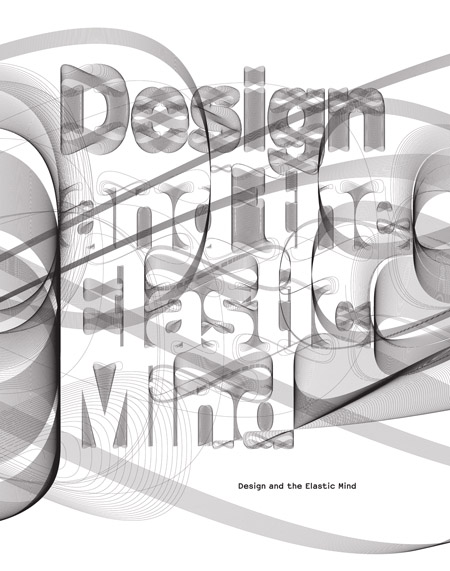 Design
and the
Elastic
Mind
Design and the Elastic Mind